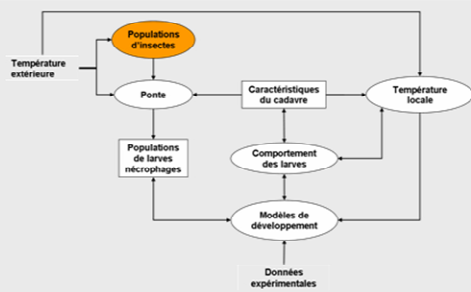 Populations
d'insectes
Température
extérieure
Ponte
Caractéristiques
du cadavre
Température
locale
Populations
de larves
nécrophages
Comportement
des larves
Modèles de
développement
Données
expérimentales